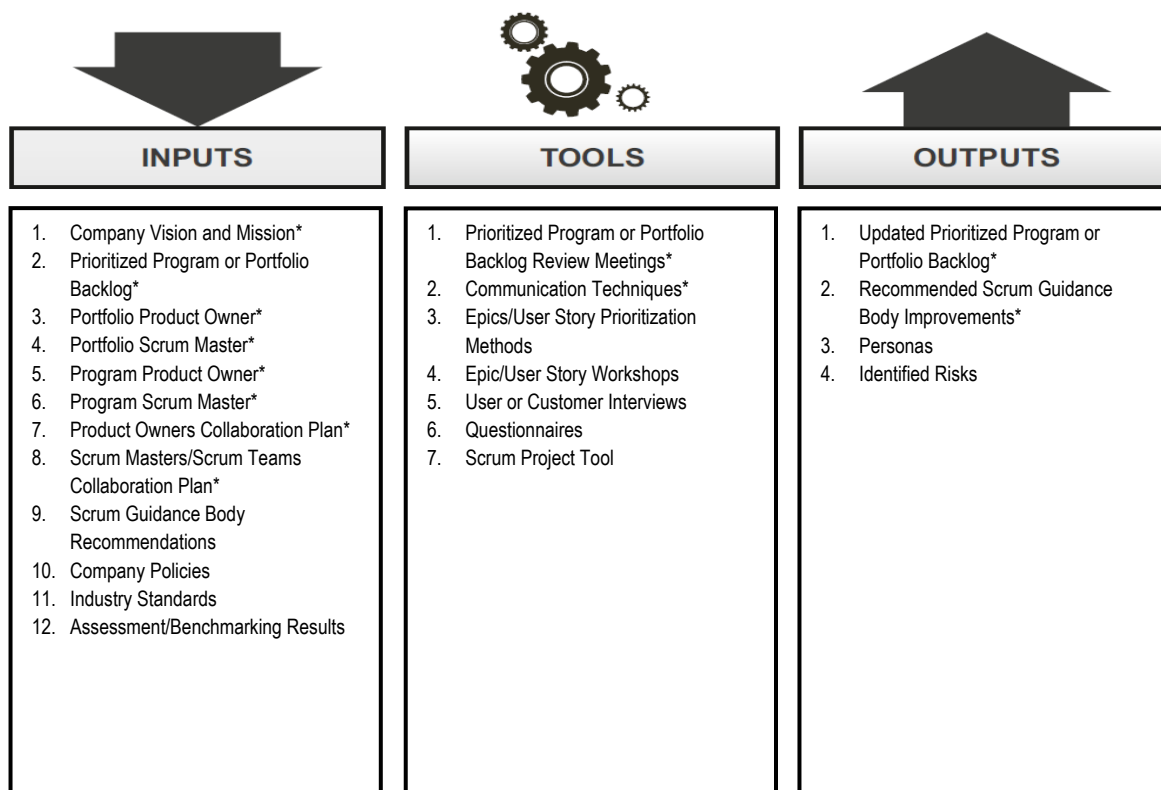 INPUTS
1. Company Vision and Mission*
2. Prioritized Program or Portfolio
Backlog*
3. Portfolio Product Owner*
4. Portfolio Scrum Master*
5. Program Product Owner*
6. Program Scrum Master*
7. Product Owners Collaboration Plan*
8. Scrum Masters/Scrum Teams
Collaboration Plan*
9. Scrum Guidance Body
Recommendations
10. Company Policies
11. Industry Standards
12. Assessment/Benchmarking Results
TOOLS
1. Prioritized Program or Portfolio
Backlog Review Meetings*
2. Communication Techniques*
3. Epics/User Story Prioritization
Methods
4. Epic/User Story Workshops
5. User or Customer Interviews
6. Questionnaires
7. Scrum Project Tool
OUTPUTS
1. Updated Prioritized Program or
Portfolio Backlog*
2. Recommended Scrum Guidance
Body Improvements*
3. Personas
4. Identified Risks